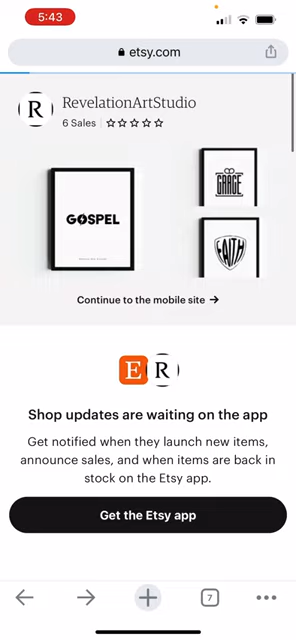 5:43
etsy.com
R
RevelationArtStudio
6 Sales
GOSPEL
GRACE
FAITH
Continue to the mobile site →
E R
Shop updates are waiting on the app
Get notified when they launch new items,
announce sales, and when items are back in
stock on the Etsy app.
Get the Etsy app
7